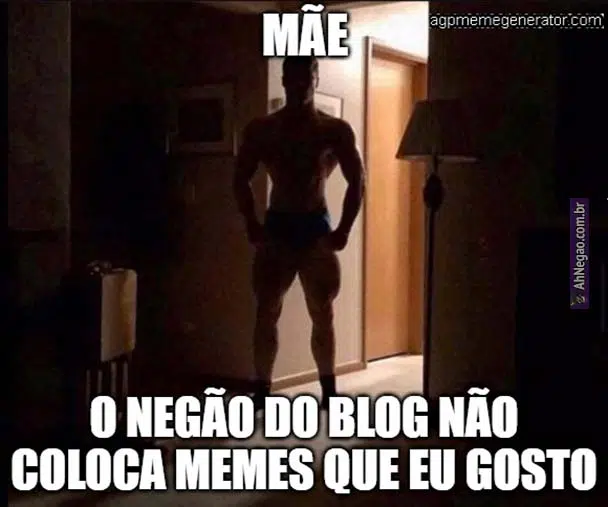 agpmemegenerator.com
MÃE
AhNegao.com.br
O NEGÃO DO BLOG NÃO
COLOCA MEMES QUE EU GOSTO